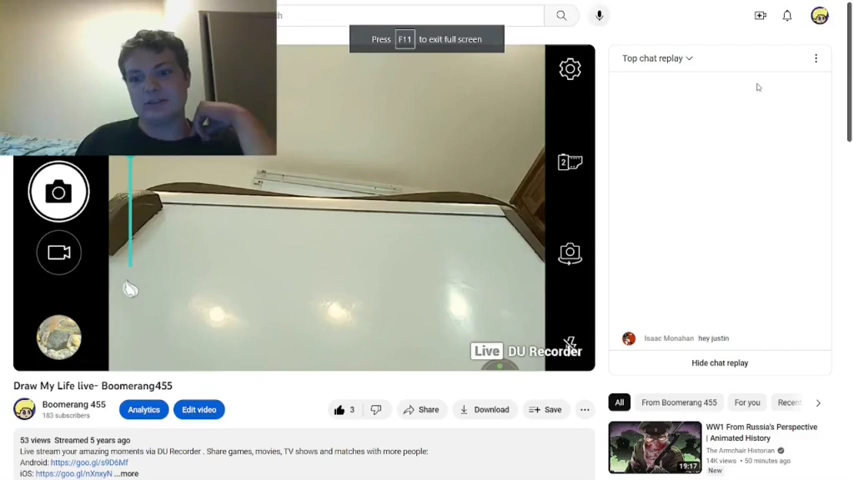 ch
Press F11 to exit full screen
Top chat replay
2
Live DU Recorder
Isaac Monahan hey justin
Hide chat replay
Draw My Life live- Boomerang455
Boomerang 455
183 subscribers
Analytics
Edit video
3
Share
Download
Save
All
From Boomerang 455
For you
Recent
53 views Streamed 5 years ago
Live stream your amazing moments via DU Recorder . Share games, movies, TV shows and matches with more people:
Android: https://goo.gl/s9D6Mf
iOS: https://goo.gl/nXnxyN ...more
WW1 From Russia's Perspective
| Animated History
The Armchair Historian
14K views • 50 minutes ago
New
19:17